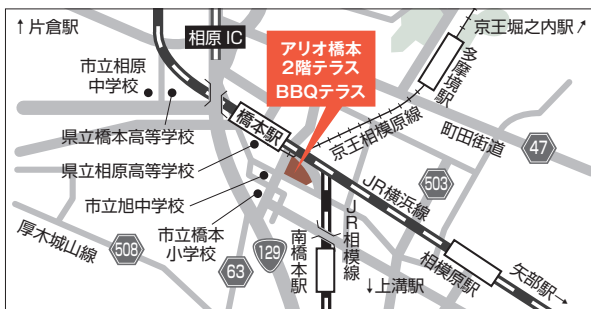 ↑片倉駅
相原 IC
京王堀之内駅↗
アリオ橋本
2階テラス
BBQテラス
多摩境駅
市立相原
中学校
県立橋本高等学校
橋本駅
京王相模原線
町田街道
47
県立相原高等学校
503
JR横浜線
市立旭中学校
厚木城山線
508
市立橋本
小学校
63
129
南橋本駅
JR相模線
↓上溝駅
相模原駅
矢部駅→